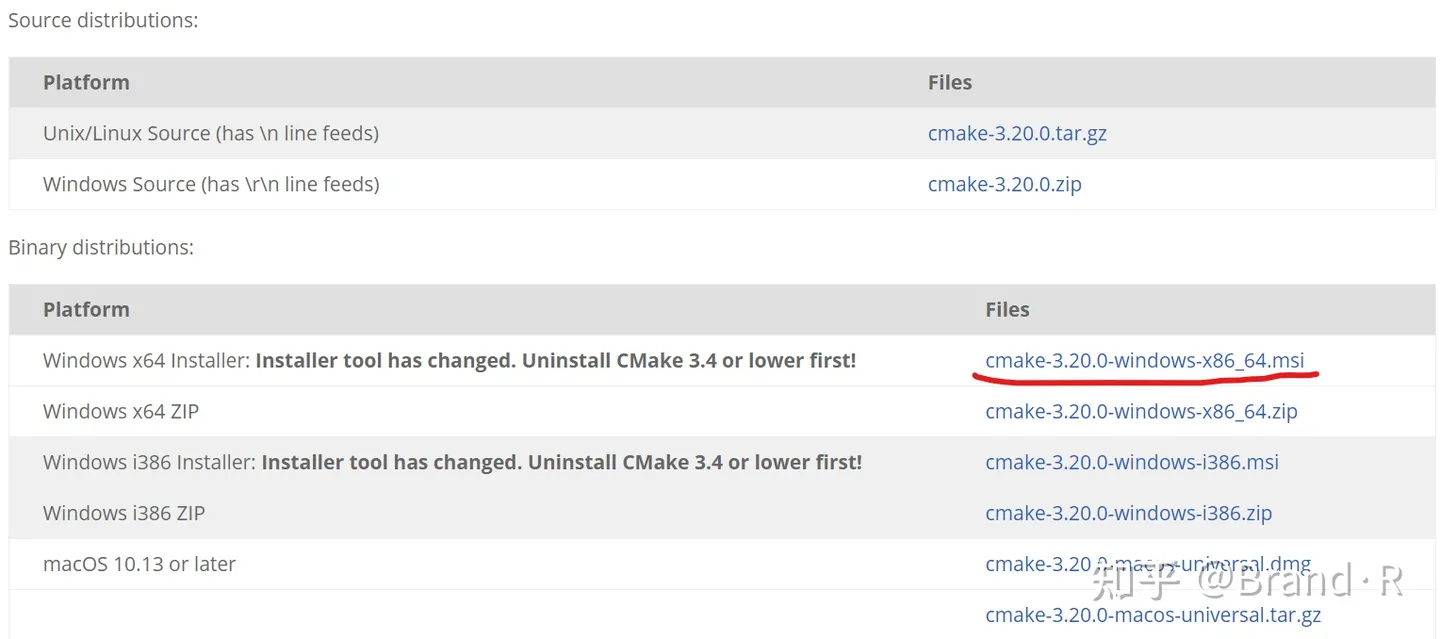 Source distributions:
Platform Files
Unix/Linux Source (has \n line feeds) cmake-3.20.0.tar.gz
Windows Source (has \r\n line feeds) cmake-3.20.0.zip
Binary distributions:
Platform Files
Windows x64 Installer: Installer tool has changed. Uninstall CMake 3.4 or lower first! cmake-3.20.0-windows-x86_64.msi
Windows x64 ZIP cmake-3.20.0-windows-x86_64.zip
Windows i386 Installer: Installer tool has changed. Uninstall CMake 3.4 or lower first! cmake-3.20.0-windows-i386.msi
Windows i386 ZIP cmake-3.20.0-windows-i386.zip
macOS 10.13 or later cmake-3.20.0-macos-universal.dmg
知乎 @Brand·R
cmake-3.20.0-macos-universal.tar.gz